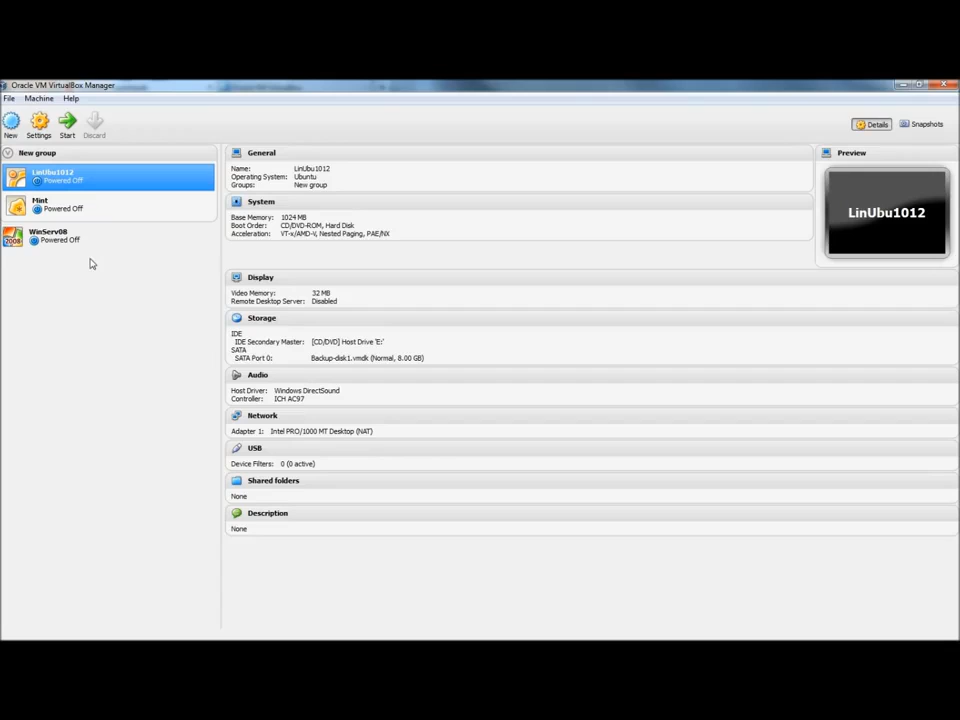 Oracle VM VirtualBox Manager
File Machine Help
New Settings Start Discard
Details Snapshots
New group
LinUbu1012
Powered Off
Mint
Powered Off
2008
WinServ08
Powered Off
General
Name: LinUbu1012
Operating System: Ubuntu
Groups: New group
System
Base Memory: 1024 MB
Boot Order: CD/DVD-ROM, Hard Disk
Acceleration: VT-x/AMD-V, Nested Paging, PAE/NX
Preview
LinUbu1012
Display
Video Memory: 32 MB
Remote Desktop Server: Disabled
Storage
IDE
IDE Secondary Master: [CD/DVD] Host Drive 'E:'
SATA
SATA Port 0: Backup-disk1.vmdk (Normal, 8.00 GB)
Audio
Host Driver: Windows DirectSound
Controller: ICH AC97
Network
Adapter 1: Intel PRO/1000 MT Desktop (NAT)
USB
Device Filters: 0 (0 active)
Shared folders
None
Description
None